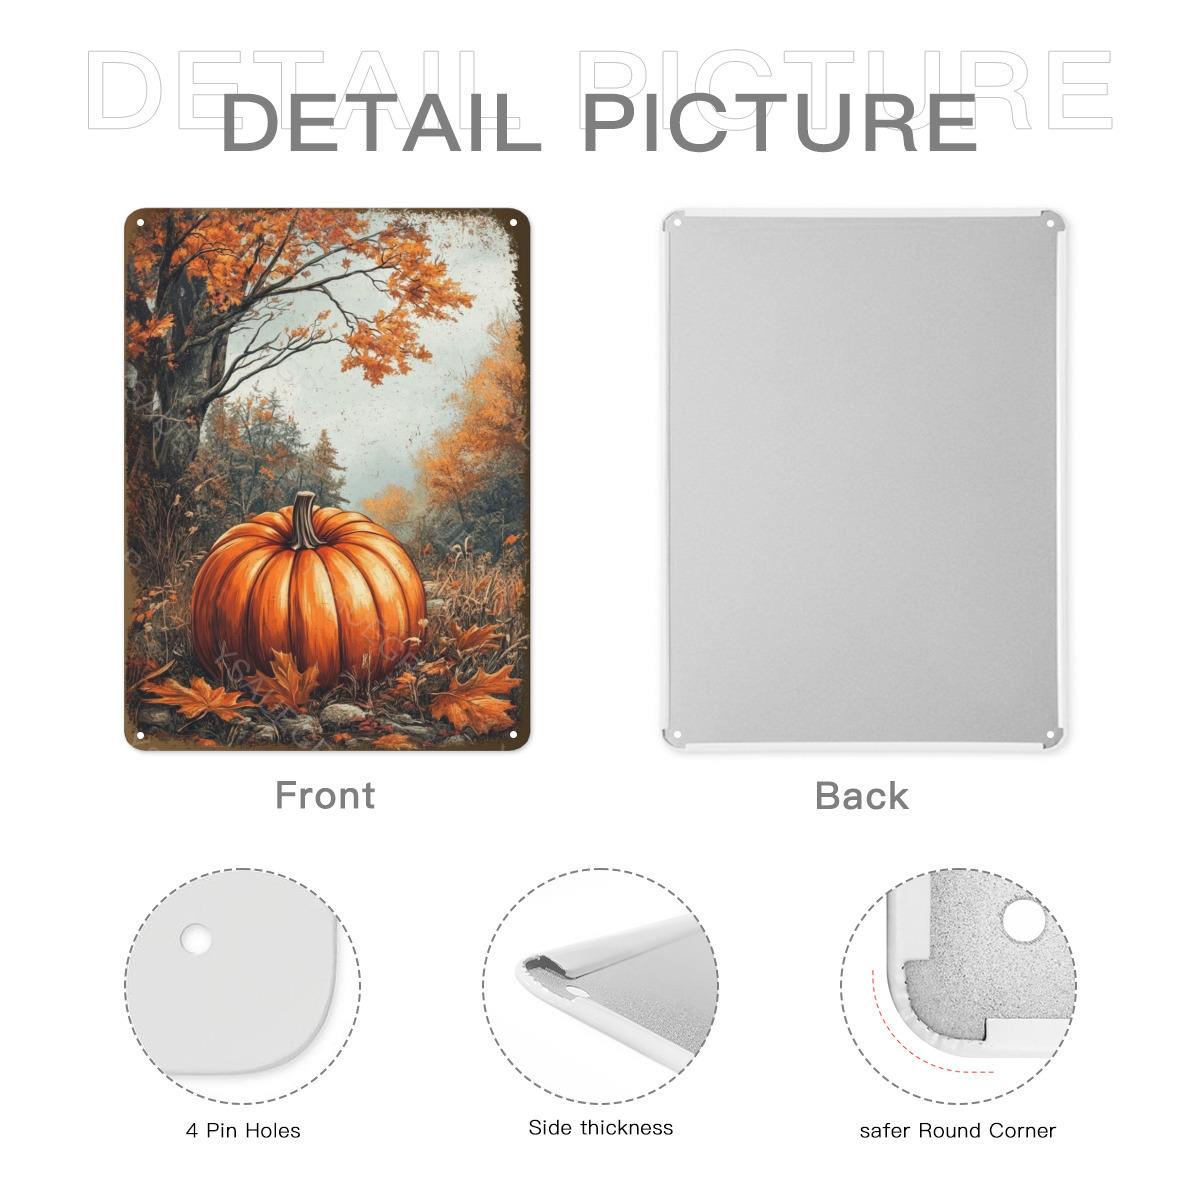 DETAIL PICTURE
DETAIL PICTURE
Front
Back
4 Pin Holes
Side thickness
safer Round Corner